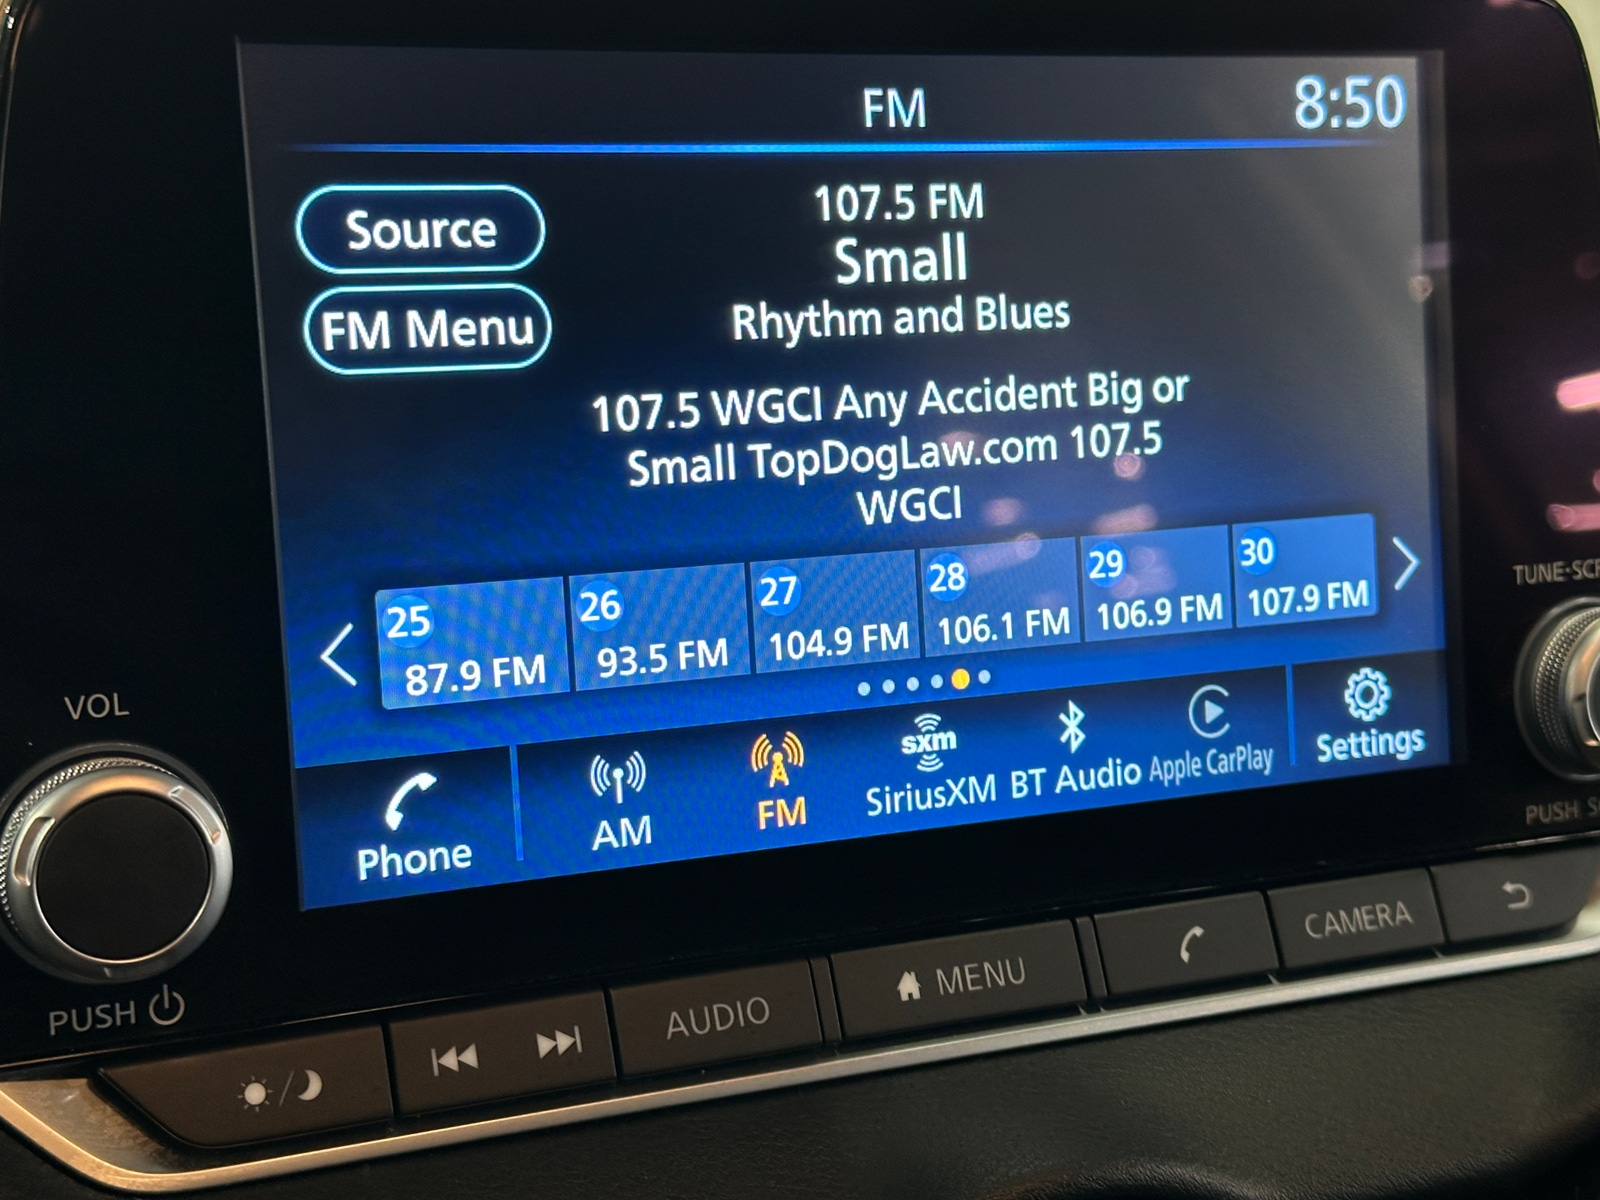 FM
8:50
Source
FM Menu
107.5 FM
Small
Rhythm and Blues
107.5 WGCI Any Accident Big or
Small TopDogLaw.com 107.5
WGCI
25
87.9 FM
26
93.5 FM
27
104.9 FM
28
106.1 FM
29
106.9 FM
30
107.9 FM
Phone
AM
FM
sxm
SiriusXM
BT Audio
Apple CarPlay
Settings
VOL
PUSH
AUDIO
MENU
CAMERA
PUSH